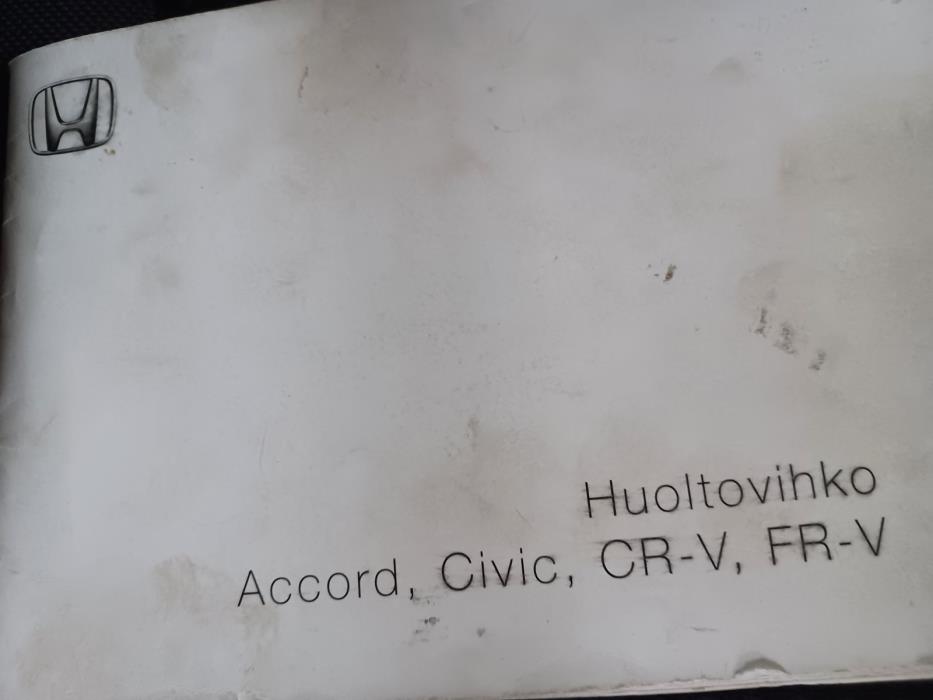 Huoltovihko
Accord, Civic, CR-V, FR-V